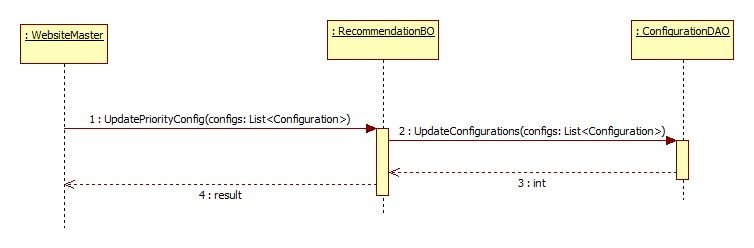 : WebsiteMaster
: RecommendationBO
: ConfigurationDAO
1 : UpdatePriorityConfig(configs: List<Configuration>)
2 : UpdateConfigurations(configs: List<Configuration>)
3 : int
4 : result